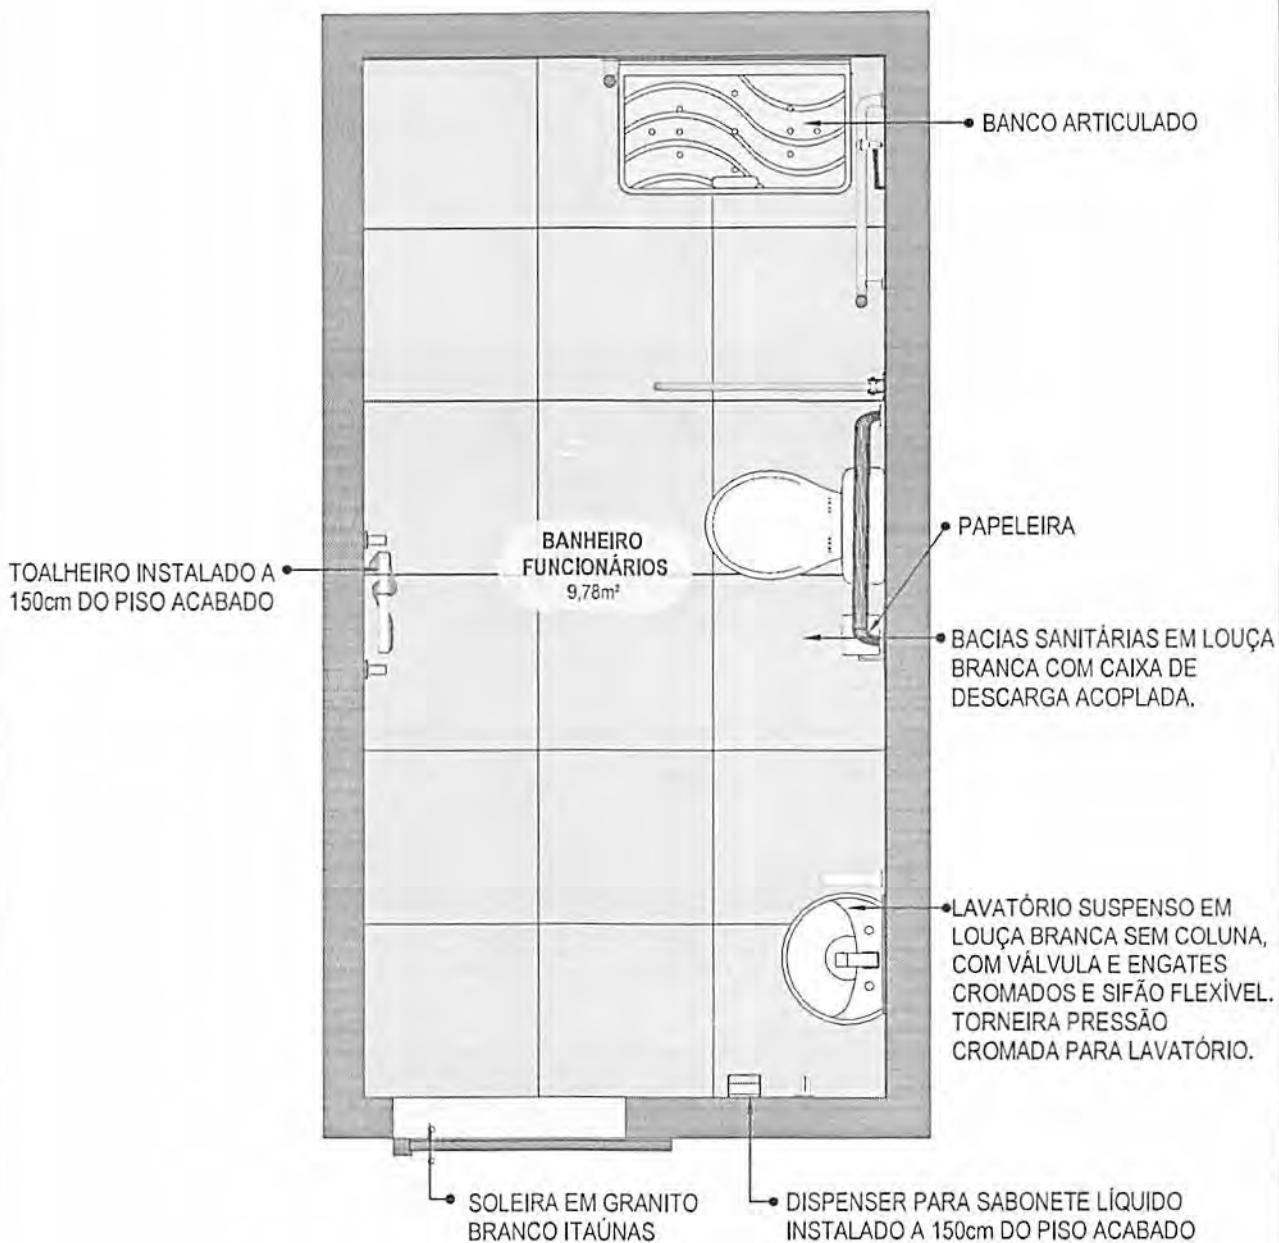 BANCO ARTICULADO
PAPELEIRA
BANHEIRO
FUNCIONÁRIOS
9,78m²
TOALHEIRO INSTALADO A
150cm DO PISO ACABADO
BACIAS SANITÁRIAS EM LOUÇA
BRANCA COM CAIXA DE
DESCARGA ACOPLADA.
LAVATÓRIO SUSPENSO EM
LOUÇA BRANCA SEM COLUNA,
COM VÁLVULA E ENGATES
CROMADOS E SIFÃO FLEXÍVEL.
TORNEIRA PRESSÃO
CROMADA PARA LAVATÓRIO.
SOLEIRA EM GRANITO
BRANCO ITAÚNAS
DISPENSER PARA SABONETE LÍQUIDO
INSTALADO A 150cm DO PISO ACABADO